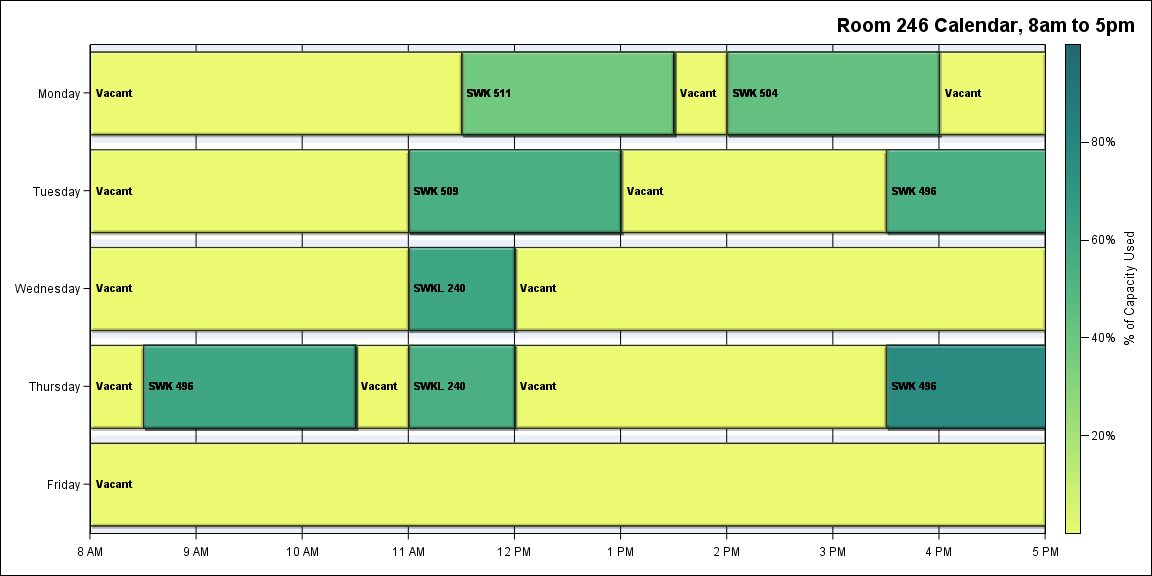 Room 246 Calendar, 8am to 5pm
Monday
Vacant
SWK 511
Vacant
SWK 504
Vacant
Tuesday
Vacant
SWK 509
Vacant
SWK 496
Wednesday
Vacant
SWKL 240
Vacant
Thursday
Vacant
SWK 496
Vacant
SWKL 240
Vacant
SWK 496
Friday
Vacant
8 AM
9 AM
10 AM
11 AM
12 PM
1 PM
2 PM
3 PM
4 PM
5 PM
80%
60%
40%
20%
% of Capacity Used